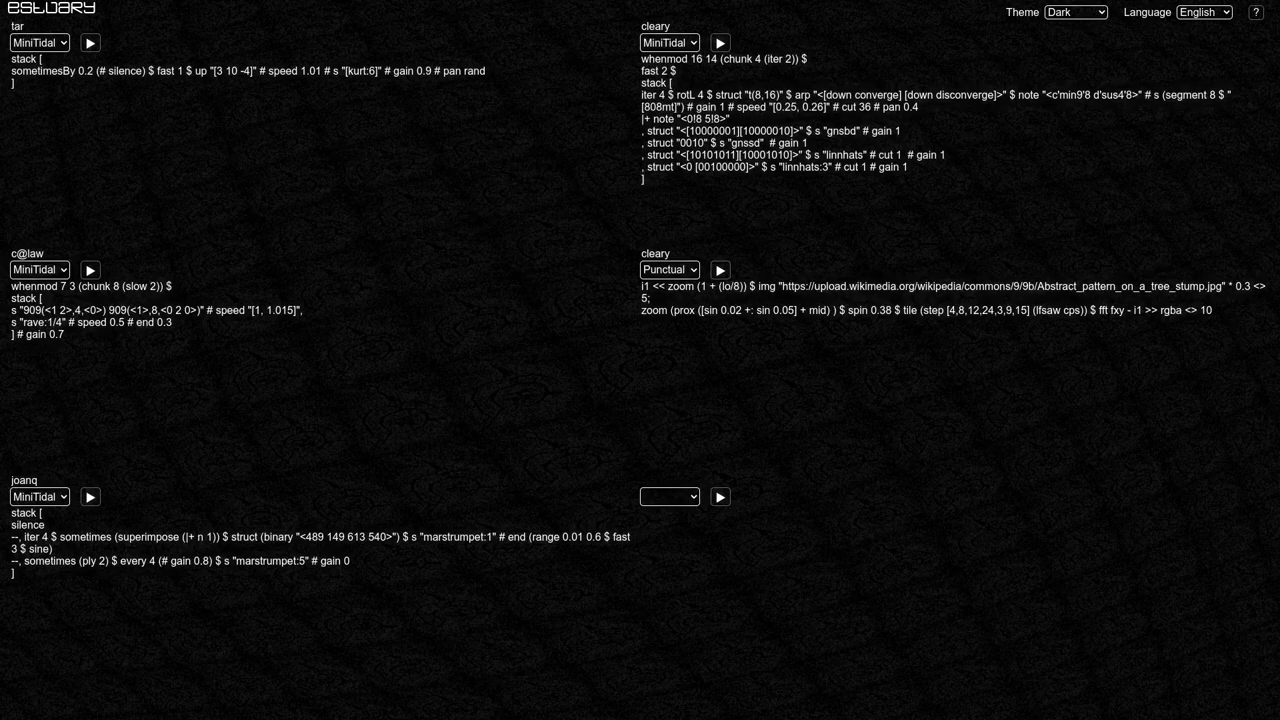 estuary
Theme Dark Language English ?
tar
MiniTidal
stack [
sometimesBy 0.2 (# silence) $ fast 1 $ up "[3 10 -4]" # speed 1.01 # s "[kurt:6]" # gain 0.9 # pan rand
]
cleary
MiniTidal
whenmod 16 14 (chunk 4 (iter 2)) $
fast 2 $
stack [
iter 4 $ rotL 4 $ struct "t(8,16)" $ arp "<[down converge] [down disconverge]>" $ note "<c'min9'8 d'sus4'8>" # s (segment 8 $ "
[808mt]") # gain 1 # speed "[0.25, 0.26]" # cut 36 # pan 0.4
|+ note "<0!8 5!8>"
, struct "<[10000001][10000010]>" $ s "gnsbd" # gain 1
, struct "0010" $ s "gnssd"  # gain 1
, struct "<[10101011][10001010]>" $ s "linnhats" # cut 1  # gain 1
, struct "<0 [00100000]>" $ s "linnhats:3" # cut 1 # gain 1
]
c@law
MiniTidal
whenmod 7 3 (chunk 8 (slow 2)) $
stack [
s "909(<1 2>,4,<0>) 909(<1>,8,<0 2 0>)" # speed "[1, 1.015]",
s "rave:1/4" # speed 0.5 # end 0.3
] # gain 0.7
cleary
Punctual
i1 << zoom (1 + (lo/8)) $ img "https://upload.wikimedia.org/wikipedia/commons/9/9b/Abstract_pattern_on_a_tree_stump.jpg" * 0.3 <>
5;
zoom (prox ([sin 0.02 +: sin 0.05] + mid) ) $ spin 0.38 $ tile (step [4,8,12,24,3,9,15] (lfsaw cps)) $ fft fxy - i1 >> rgba <> 10
joanq
MiniTidal
stack [
silence
--, iter 4 $ sometimes (superimpose (|+ n 1)) $ struct (binary "<489 149 613 540>") $ s "marstrumpet:1" # end (range 0.01 0.6 $ fast
3 $ sine)
--, sometimes (ply 2) $ every 4 (# gain 0.8) $ s "marstrumpet:5" # gain 0
]